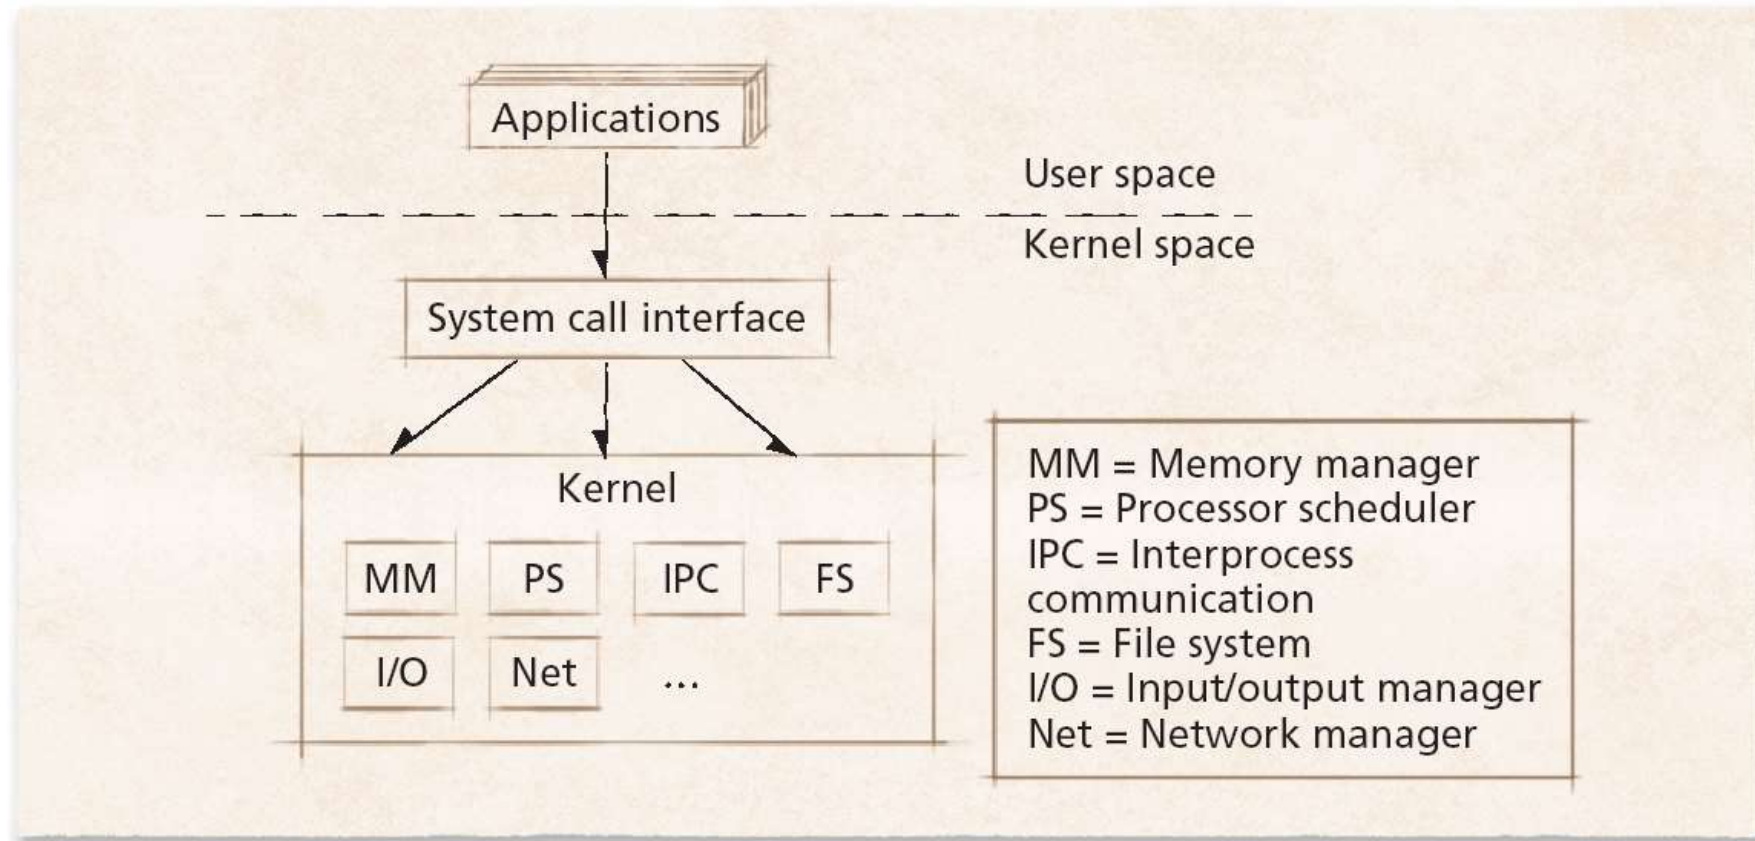 Applications
User space
Kernel space
System call interface
Kernel
MM
PS
IPC
FS
I/O
Net
...
MM = Memory manager
PS = Processor scheduler
IPC = Interprocess
communication
FS = File system
I/O = Input/output manager
Net = Network manager